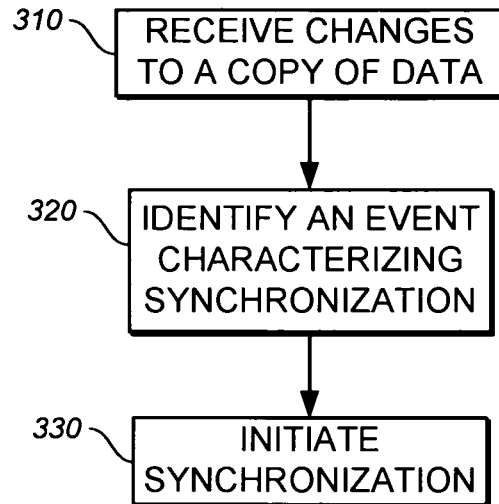 310
RECEIVE CHANGES
TO A COPY OF DATA
320
IDENTIFY AN EVENT
CHARACTERIZING
SYNCHRONIZATION
330
INITIATE
SYNCHRONIZATION